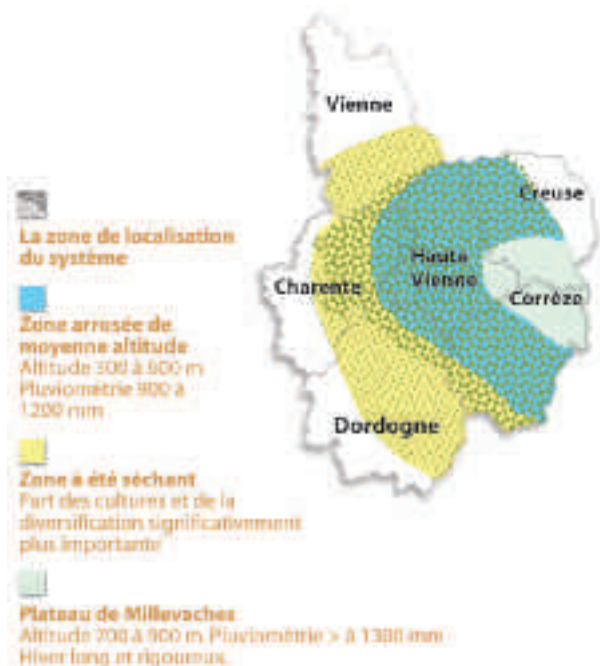 Vienne
Creuse
Haute
Vienne
Charente
Corrèze
Dordogne
La zone de localisation
du système
Zone arrosée de
moyenne altitude
Altitude 300 à 600 m
Pluviométrie 900 à
1200 mm
Zone à été séchant
Part des cultures et de la
diversification significativement
plus importante
Plateau de Millevaches
Altitude 700 à 900 m Pluviométrie > à 1300 mm
Hiver long et rigoureux.